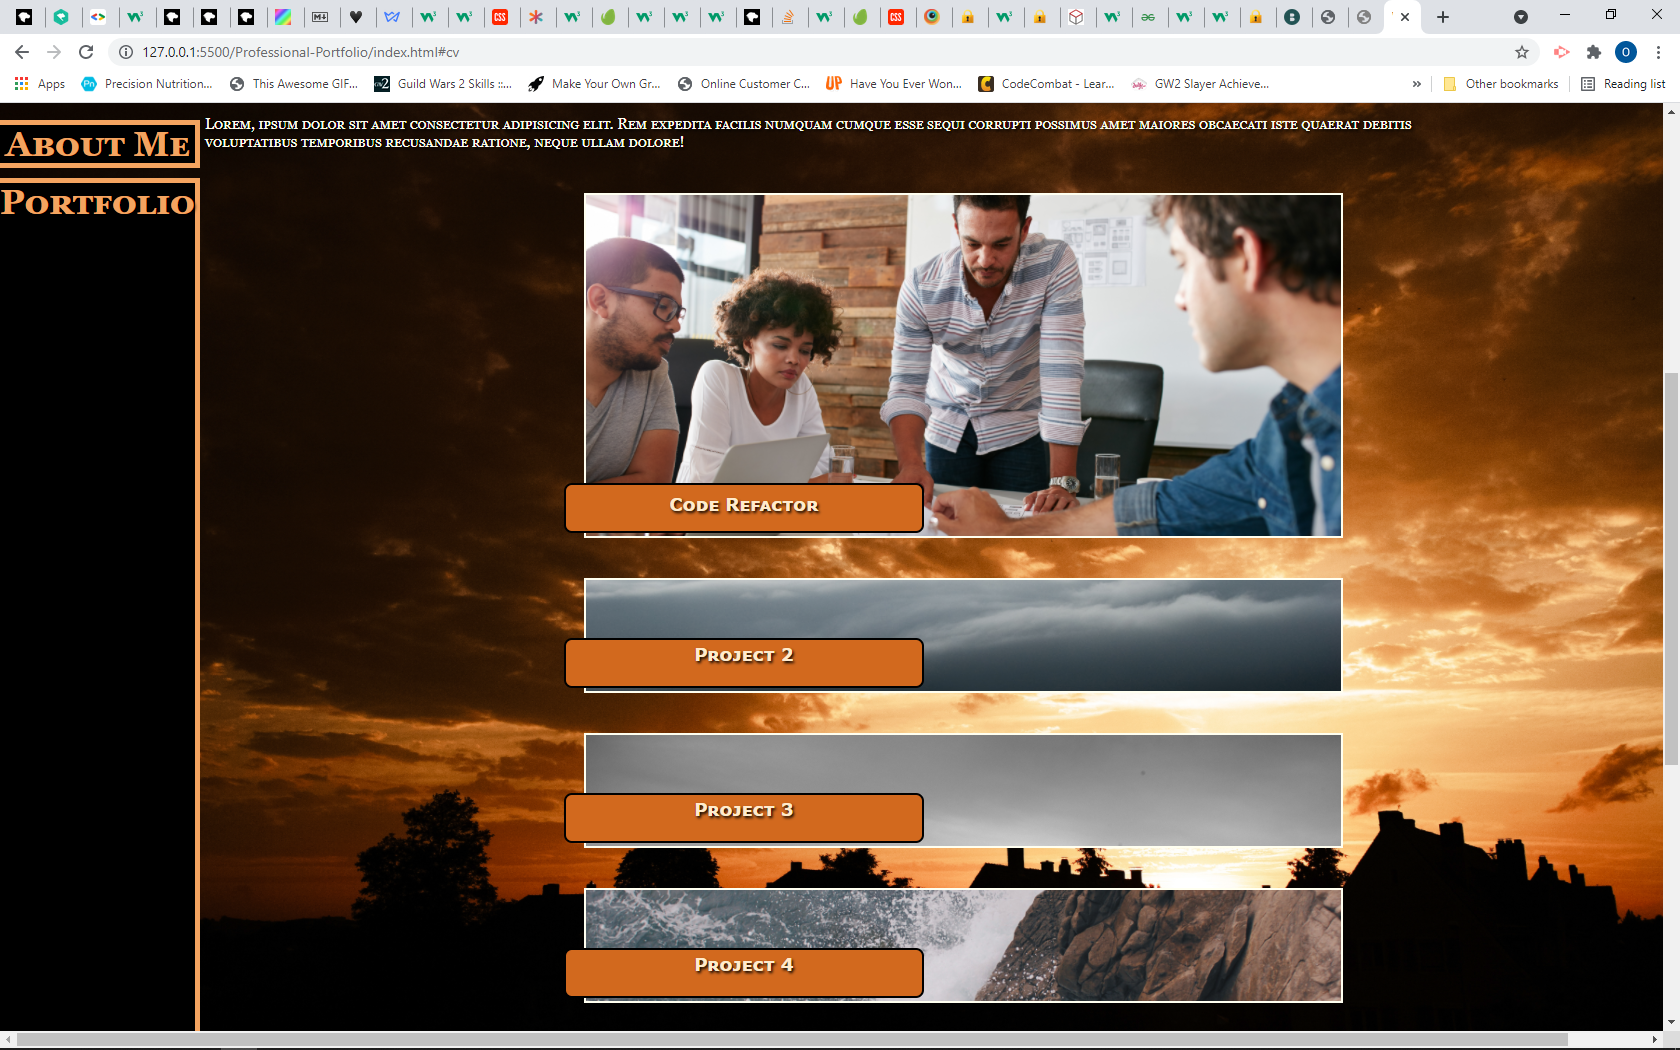 127.0.0.1:5500/Professional-Portfolio/index.html#cv
Apps
Precision Nutrition...
This Awesome GIF...
Guild Wars 2 Skills ::...
Make Your Own Gr...
Online Customer C...
Have You Ever Won...
CodeCombat - Lear...
GW2 Slayer Achieve...
»
Other bookmarks
Reading list
About Me
Lorem, ipsum dolor sit amet consectetur adipisicing elit. Rem expedita facilis numquam cumque esse sequi corrupti possimus amet maiores obcaecati iste quaerat debitis
voluptatibus temporibus recusandae ratione, neque ullam dolore!
Portfolio
Code Refactor
Project 2
Project 3
Project 4